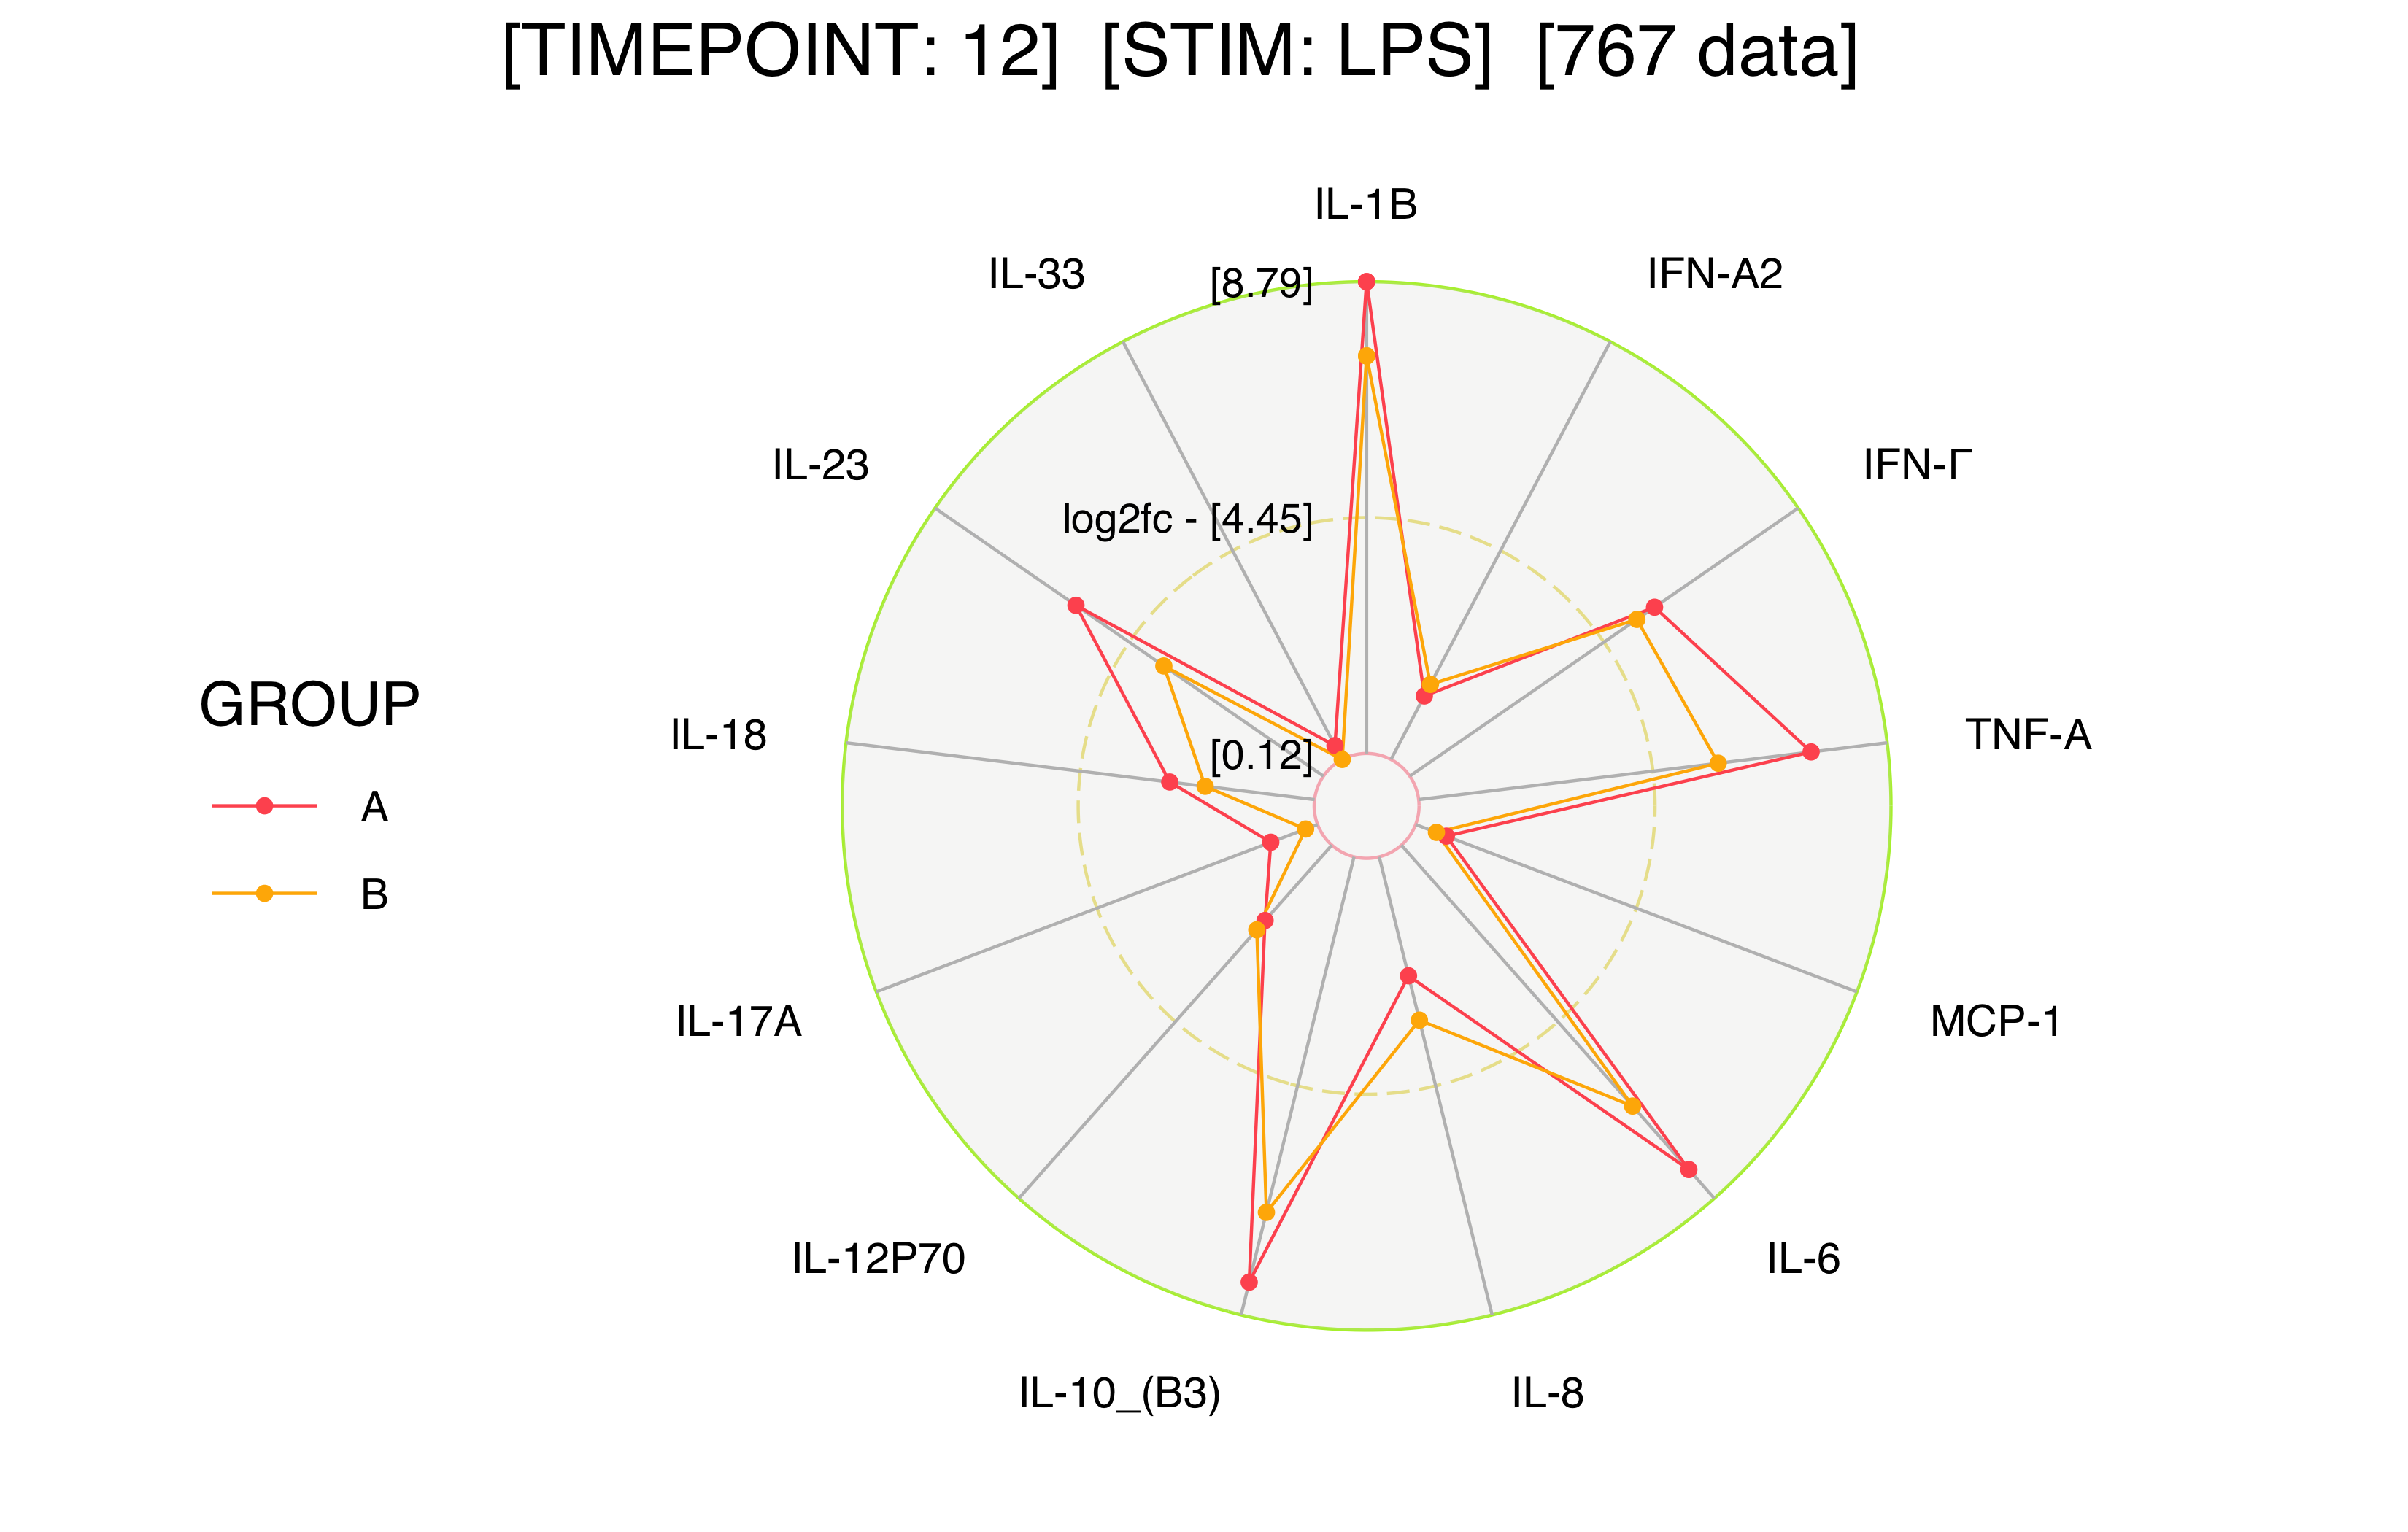 [TIMEPOINT: 12]  [STIM: LPS]  [767 data]
IL-1B
IL-33
[8.79]
IFN-A2
IL-23
IFN-Γ
log2fc - [4.45]
GROUP
A
B
IL-18
[0.12]
TNF-A
IL-17A
MCP-1
IL-12P70
IL-6
IL-10_(B3)
IL-8